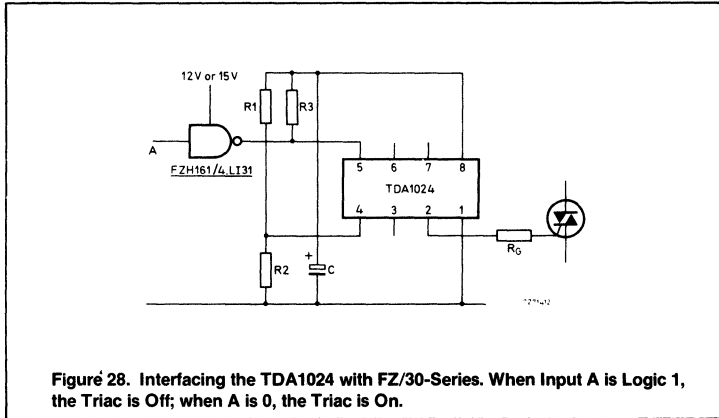 12 V or 15 V
R1
R3
A
FZH161/4.LI31
5 6 7 8
TDA1024
4 3 2 1
RG
R2
+
C
Figure 28. Interfacing the TDA1024 with FZ/30-Series. When Input A is Logic 1,
the Triac is Off; when A is 0, the Triac is On.